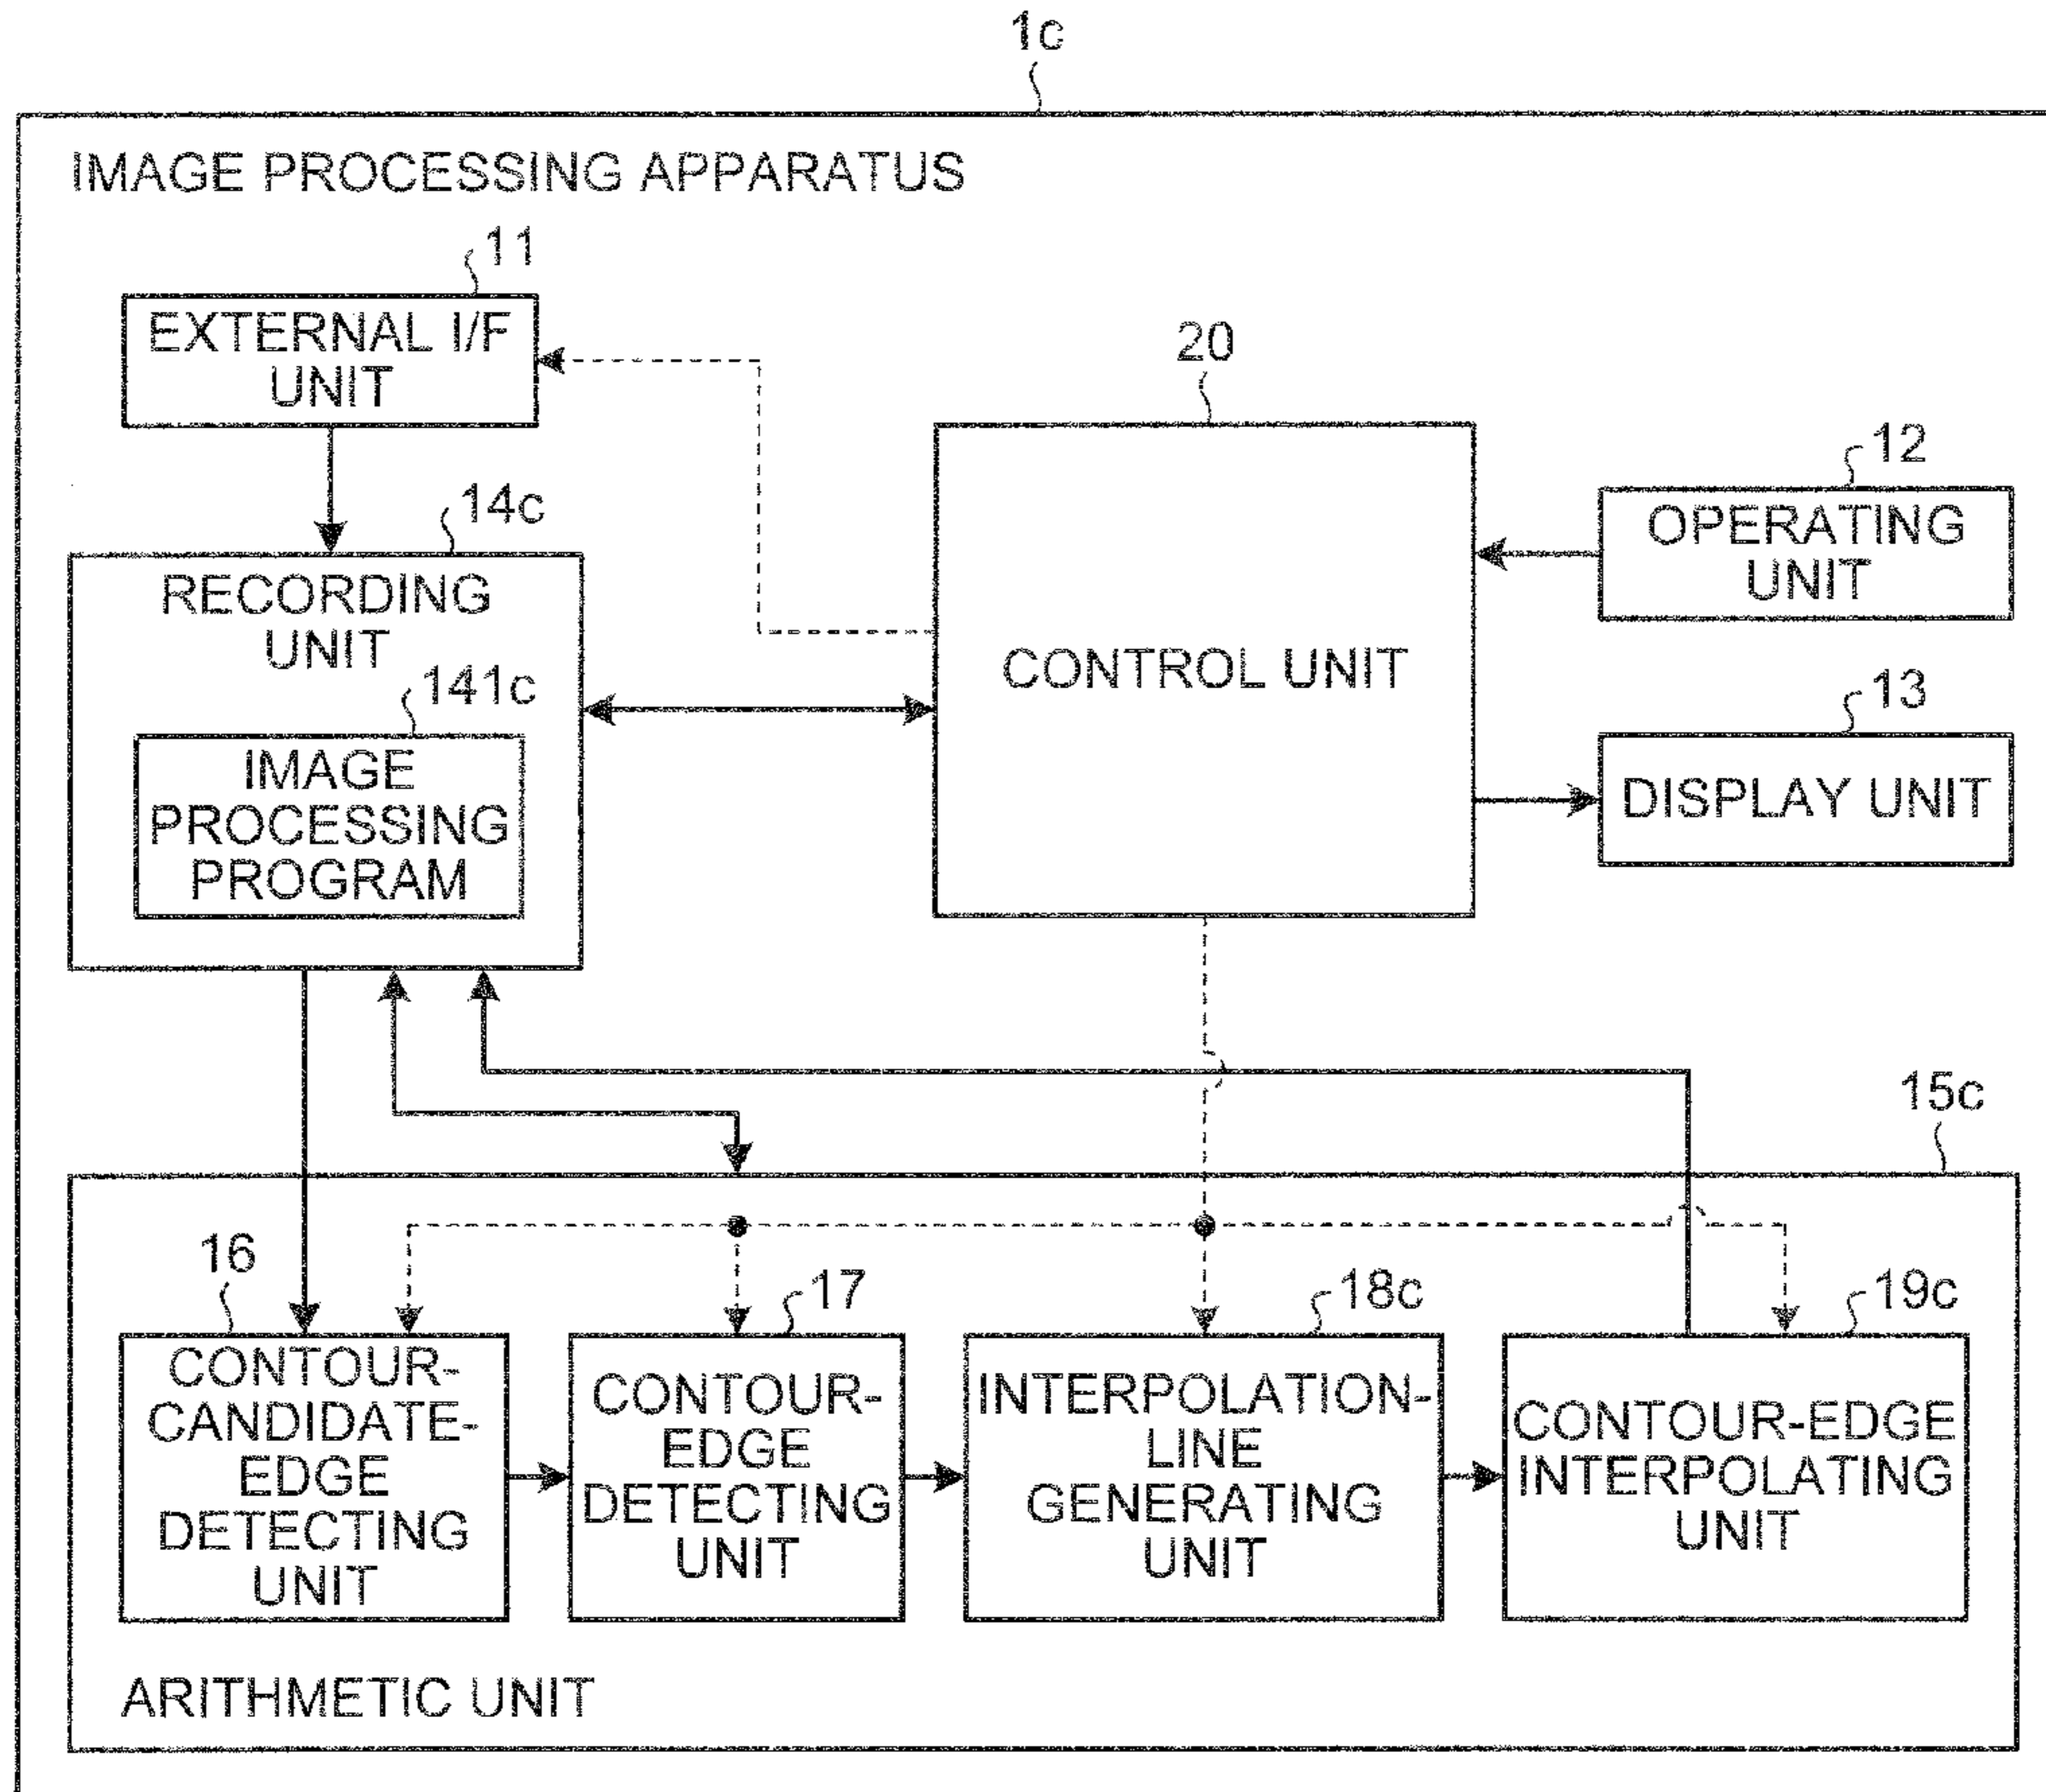 1c
IMAGE PROCESSING APPARATUS
11
EXTERNAL I/F
UNIT
20
CONTROL UNIT
12
OPERATING
UNIT
13
DISPLAY UNIT
14c
RECORDING
UNIT
141c
IMAGE
PROCESSING
PROGRAM
15c
16
CONTOUR-
CANDIDATE-
EDGE
DETECTING
UNIT
17
CONTOUR-
EDGE
DETECTING
UNIT
18c
INTERPOLATION-
LINE
GENERATING
UNIT
19c
CONTOUR-EDGE
INTERPOLATING
UNIT
ARITHMETIC UNIT